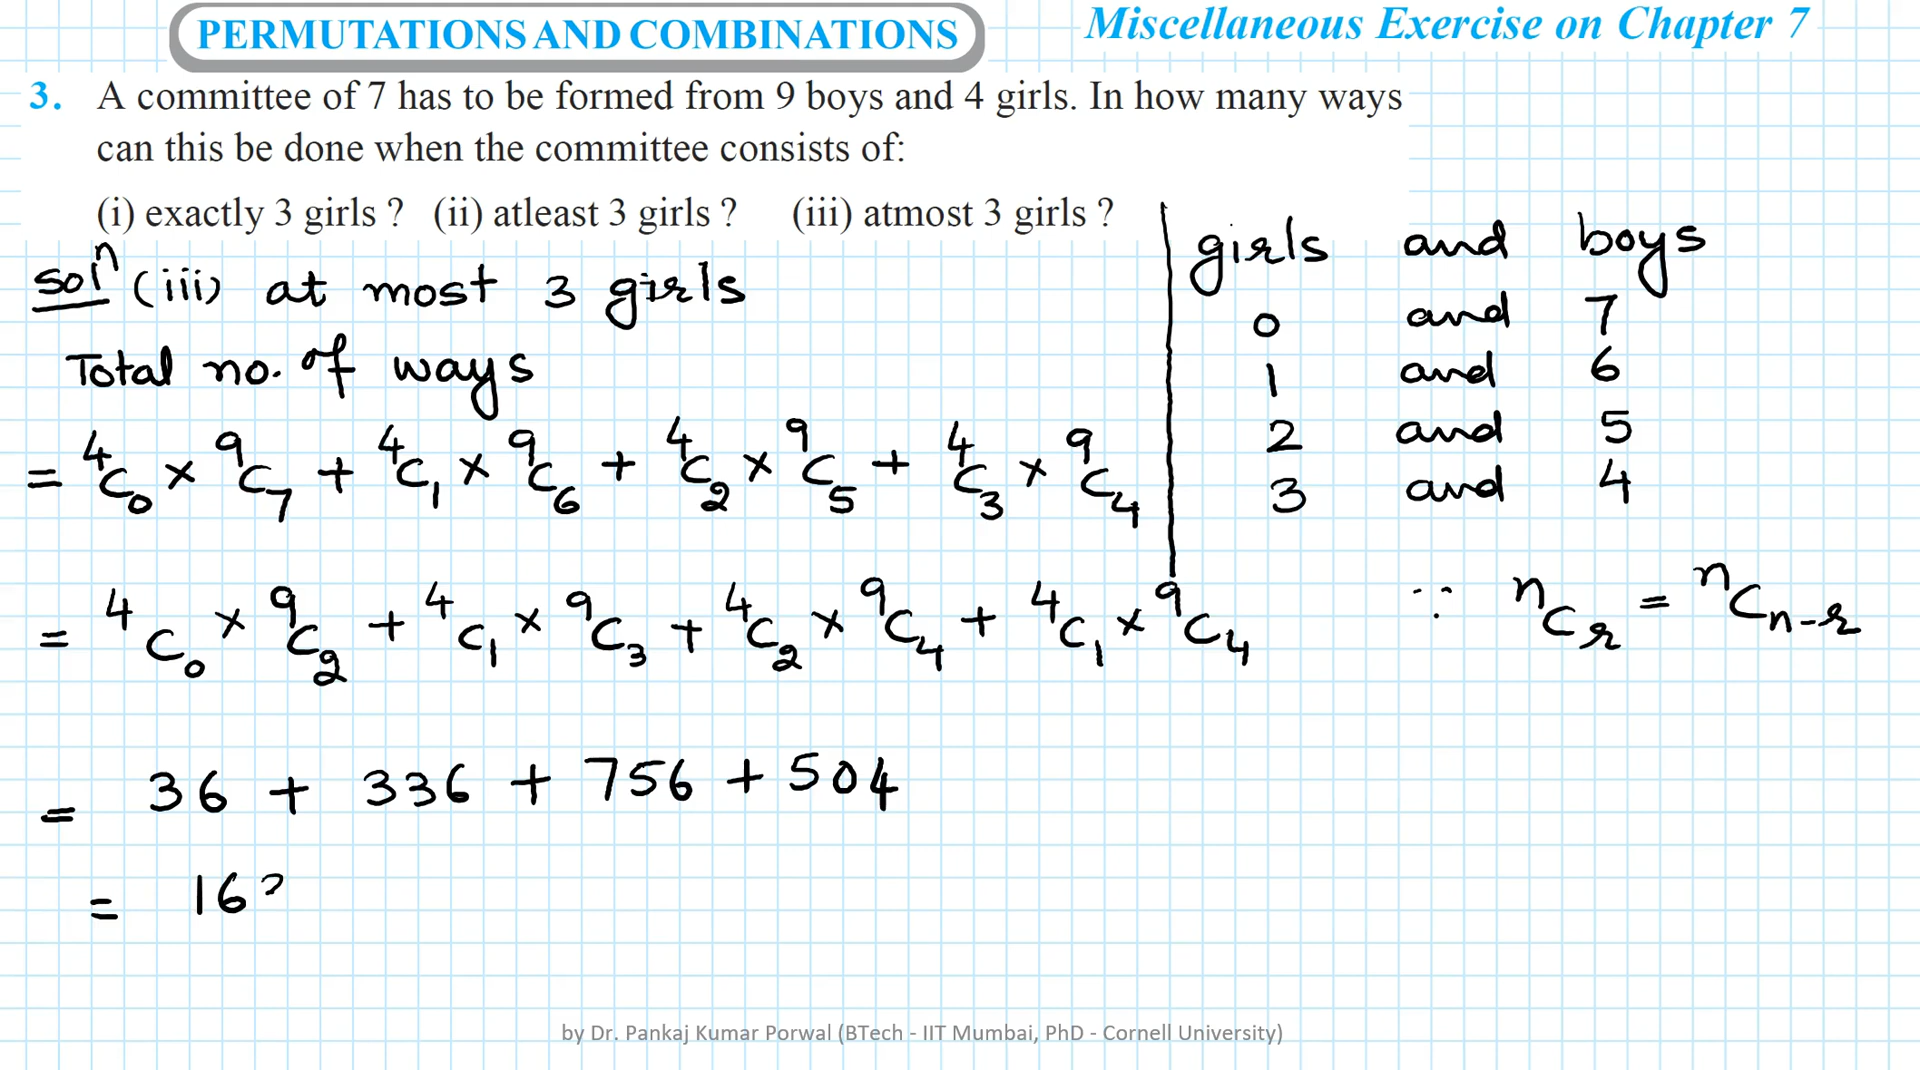 PERMUTATIONS AND COMBINATIONS
Miscellaneous Exercise on Chapter 7
3. A committee of 7 has to be formed from 9 boys and 4 girls. In how many ways
can this be done when the committee consists of:
(i) exactly 3 girls ? (ii) atleast 3 girls ? (iii) atmost 3 girls ?
solⁿ (iii) at most 3 girls
Total no. of ways
= ⁴C₀ × ⁹C₇ + ⁴C₁ × ⁹C₆ + ⁴C₂ × ⁹C₅ + ⁴C₃ × ⁹C₄
girls and boys
0 and 7
1 and 6
2 and 5
3 and 4
= ⁴C₀ × ⁹C₂ + ⁴C₁ × ⁹C₃ + ⁴C₂ × ⁹C₄ + ⁴C₁ × ⁹C₄
∵ ⁿCᵣ = ⁿCₙ₋ᵣ
= 36 + 336 + 756 + 504
= 16
by Dr. Pankaj Kumar Porwal (BTech - IIT Mumbai, PhD - Cornell University)